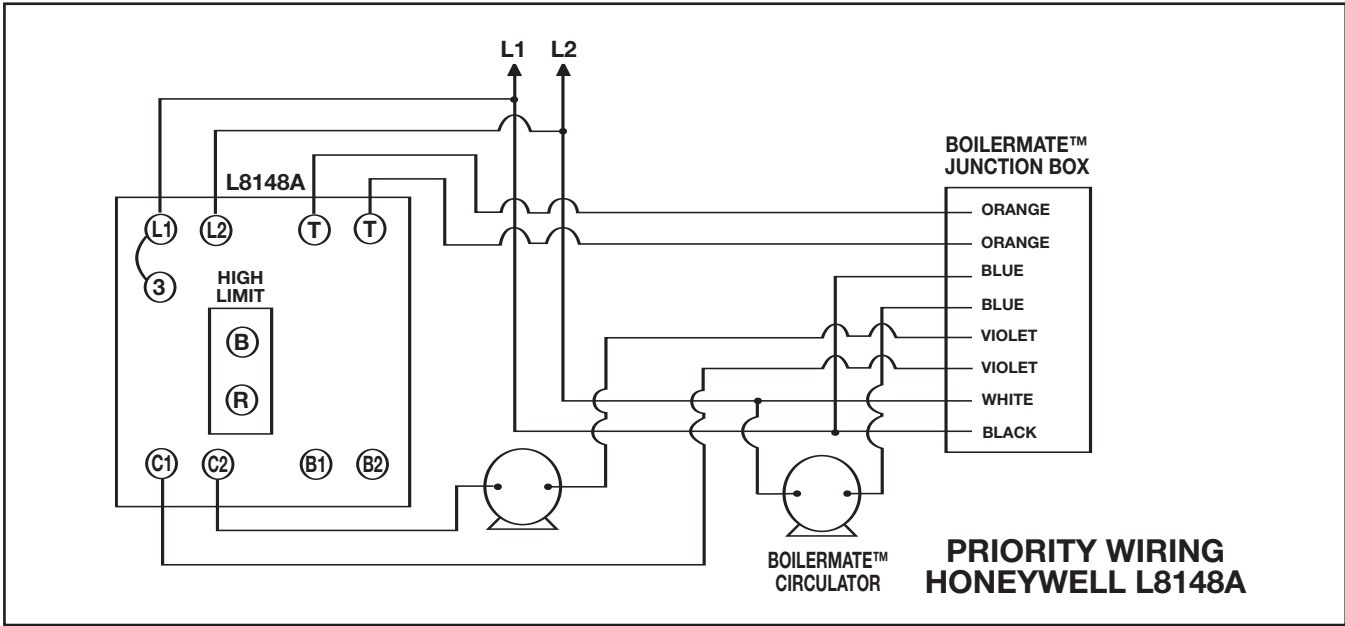 L1 L2
BOILERMATE™
JUNCTION BOX
L8148A
L1 L2 T T
3
HIGH
LIMIT
B
R
C1 C2 B1 B2
ORANGE
ORANGE
BLUE
BLUE
VIOLET
VIOLET
WHITE
BLACK
BOILERMATE™
CIRCULATOR
PRIORITY WIRING
HONEYWELL L8148A